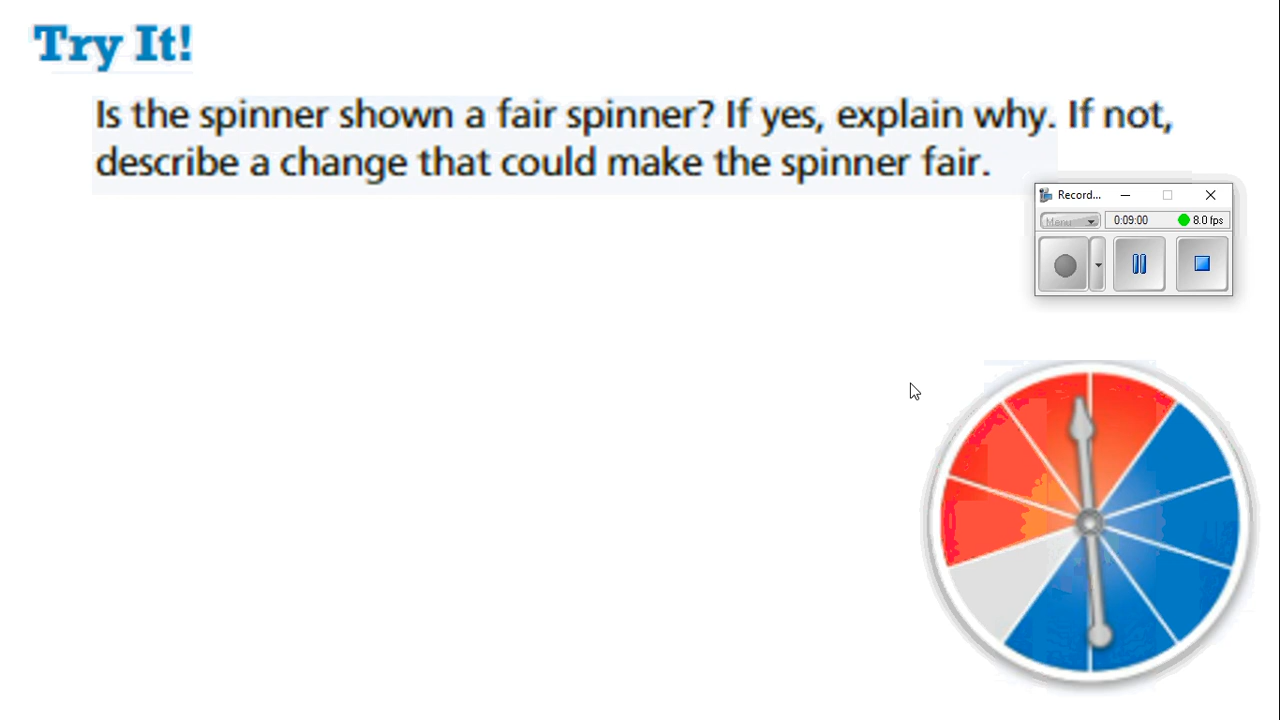 Try It!
Is the spinner shown a fair spinner? If yes, explain why. If not,
describe a change that could make the spinner fair.
Record...
Menu
0:09:00
8.0 fps